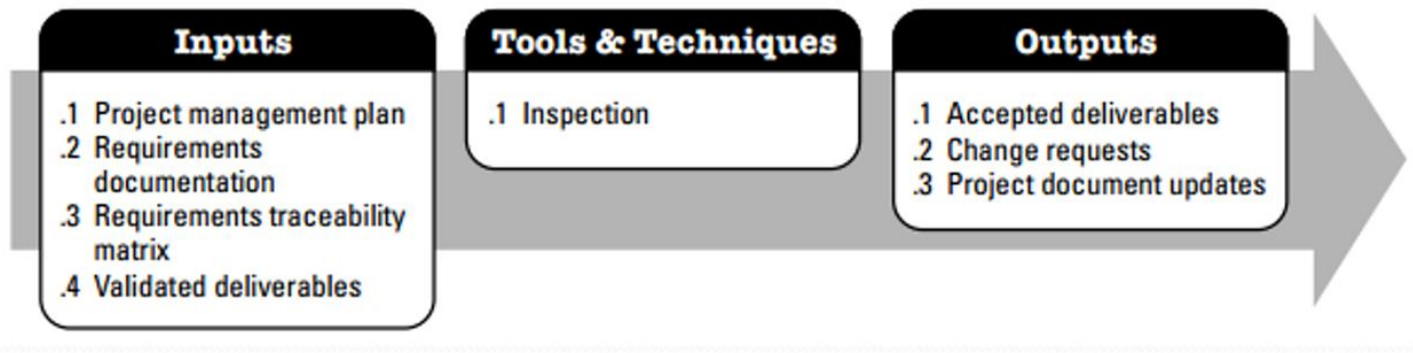 Inputs
.1 Project management plan
.2 Requirements
documentation
.3 Requirements traceability
matrix
.4 Validated deliverables
Tools & Techniques
.1 Inspection
Outputs
.1 Accepted deliverables
.2 Change requests
.3 Project document updates